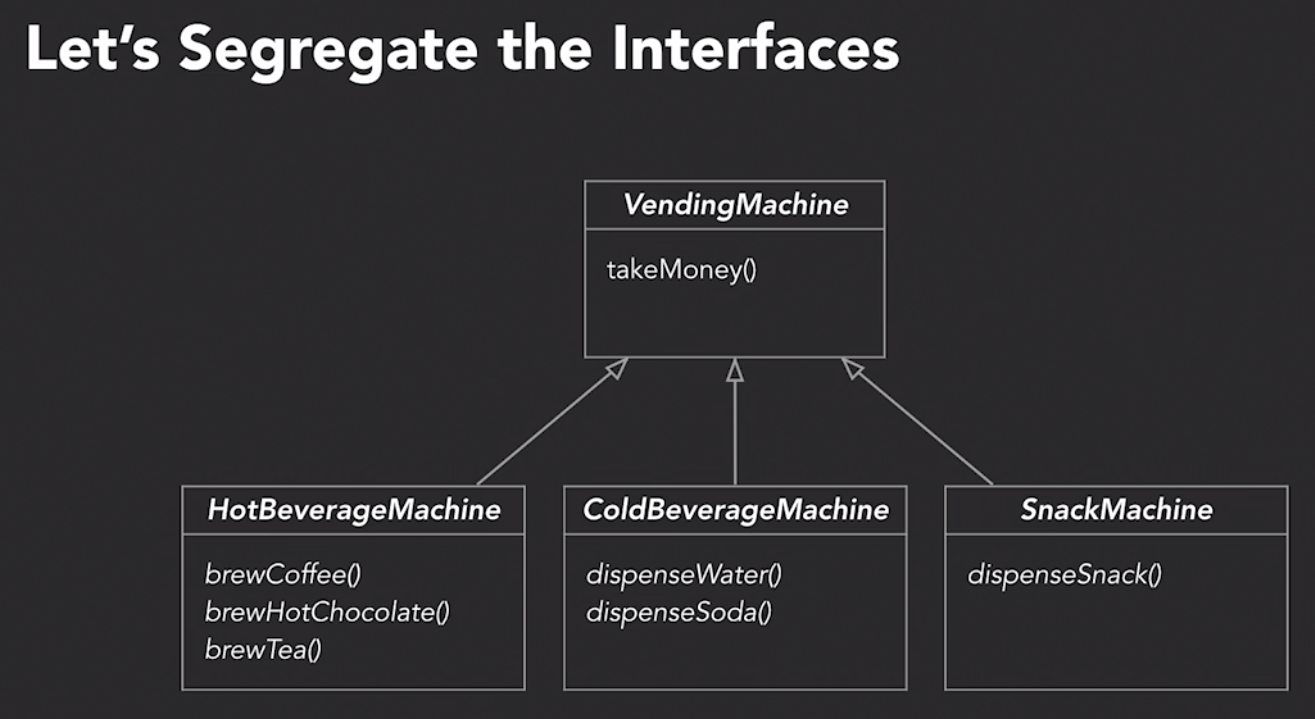 Let's Segregate the Interfaces
VendingMachine
takeMoney()
HotBeverageMachine
brewCoffee()
brewHotChocolate()
brewTea()
ColdBeverageMachine
dispenseWater()
dispenseSoda()
SnackMachine
dispenseSnack()